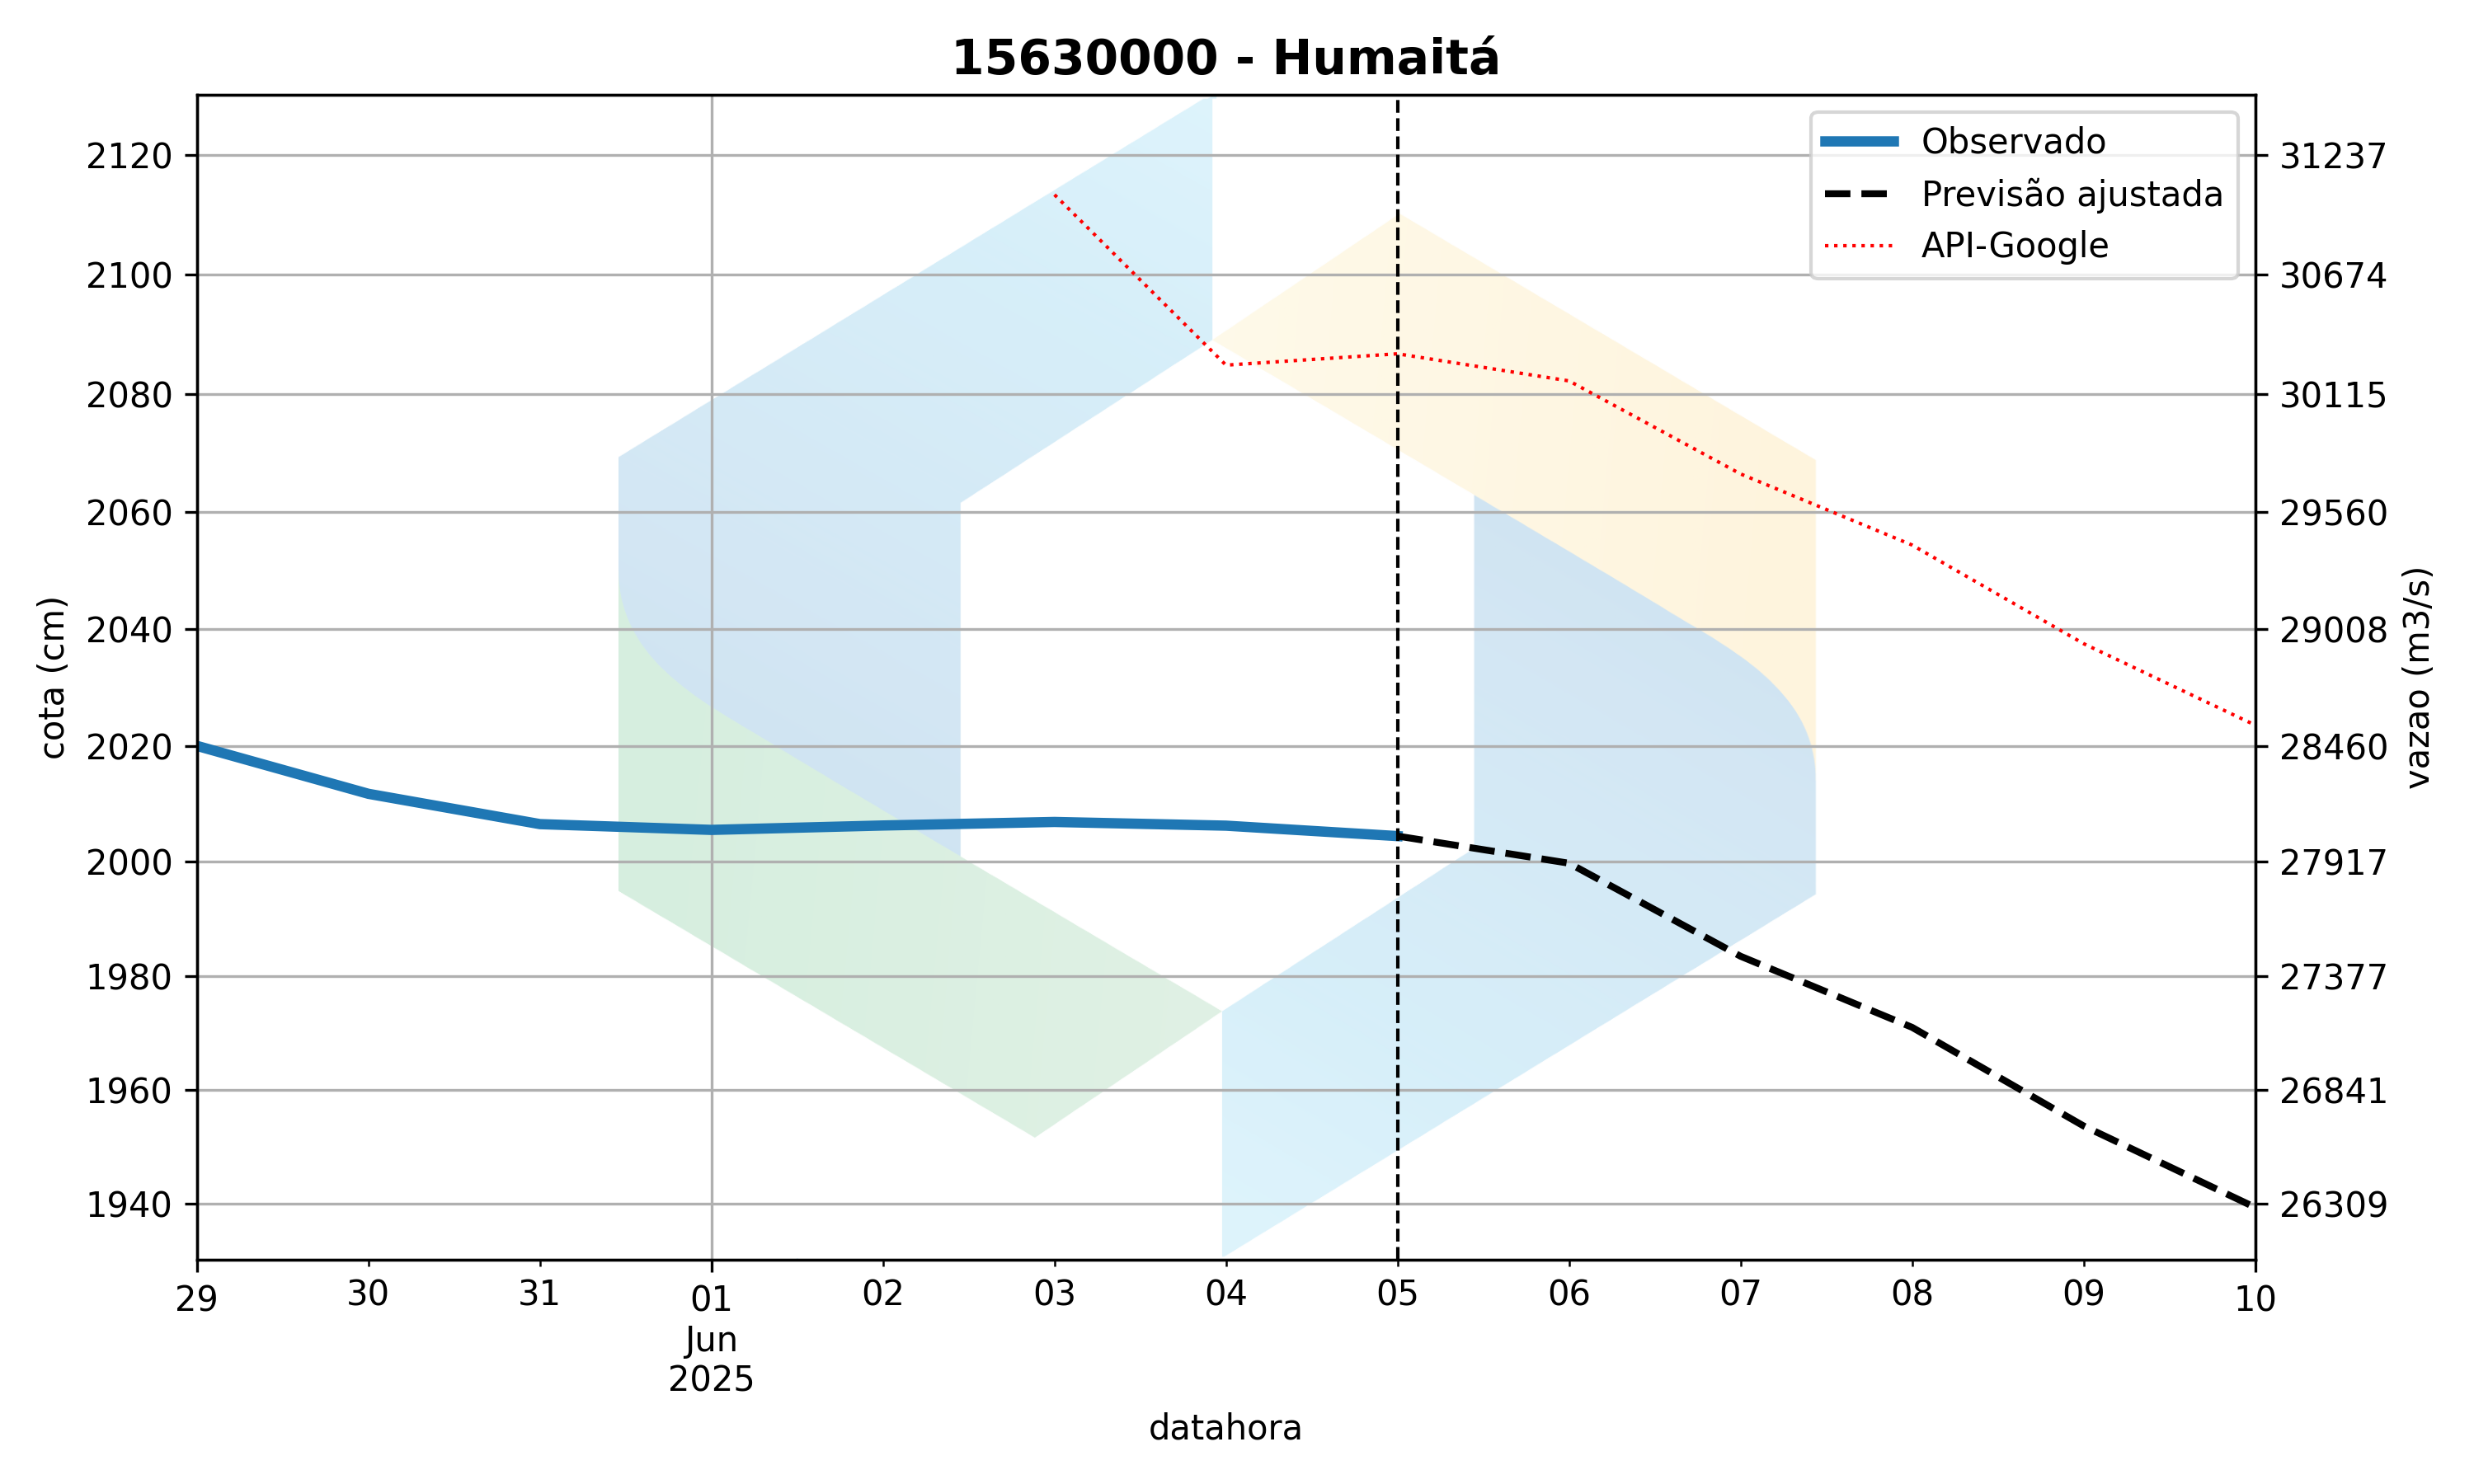 15630000 - Humaitá
Observado
Previsão ajustada
API-Google
2120
2100
2080
2060
2040
2020
2000
1980
1960
1940
cota (cm)
31237
30674
30115
29560
29008
28460
27917
27377
26841
26309
vazao (m3/s)
29 30 31 01 02 03 04 05 06 07 08 09 10
Jun
2025
datahora